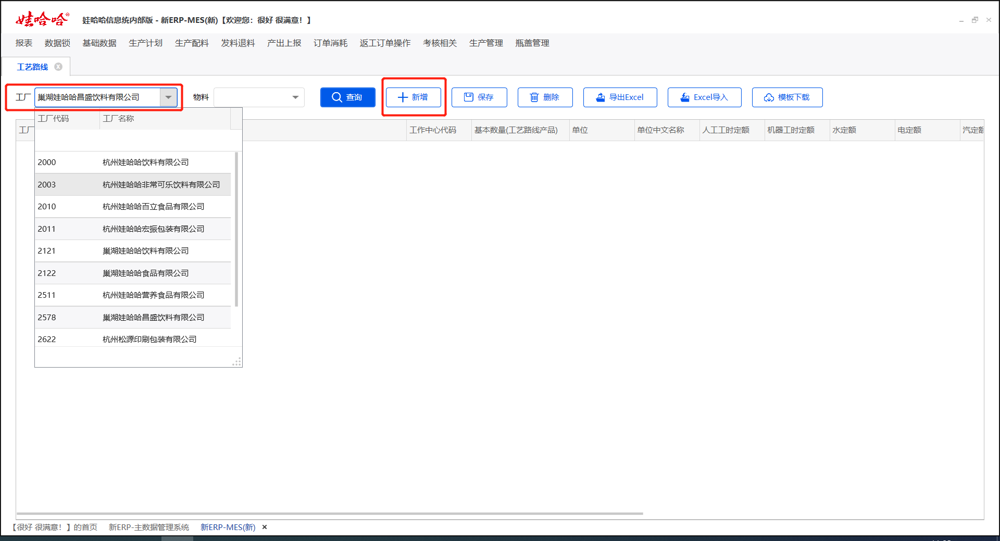 娃哈哈®
娃哈哈信息统内部版 - 新ERP-MES(新)【欢迎您：很好 很满意！】
报表 数据锁 基础数据 生产计划 生产配料 发料退料 产出上报 订单消耗 返工订单操作 考核相关 生产管理 瓶盖管理
工艺路线
工厂 巢湖娃哈哈昌盛饮料有限公司 物料 查询 新增 保存 删除 导出Excel Excel导入 模板下载
工厂代码 工厂名称
工厂 工作中心代码 基本数量(工艺路线产品) 单位 单位中文名称 人工工时定额 机器工时定额 水定额 电定额 汽定额
2000 杭州娃哈哈饮料有限公司
2003 杭州娃哈哈非常可乐饮料有限公司
2010 杭州娃哈哈百立食品有限公司
2011 杭州娃哈哈宏振包装有限公司
2121 巢湖娃哈哈饮料有限公司
2122 巢湖娃哈哈食品有限公司
2511 杭州娃哈哈营养食品有限公司
2578 巢湖娃哈哈昌盛饮料有限公司
2622 杭州松源印刷包装有限公司
【很好 很满意！】的首页 新ERP-主数据管理系统 新ERP-MES(新)